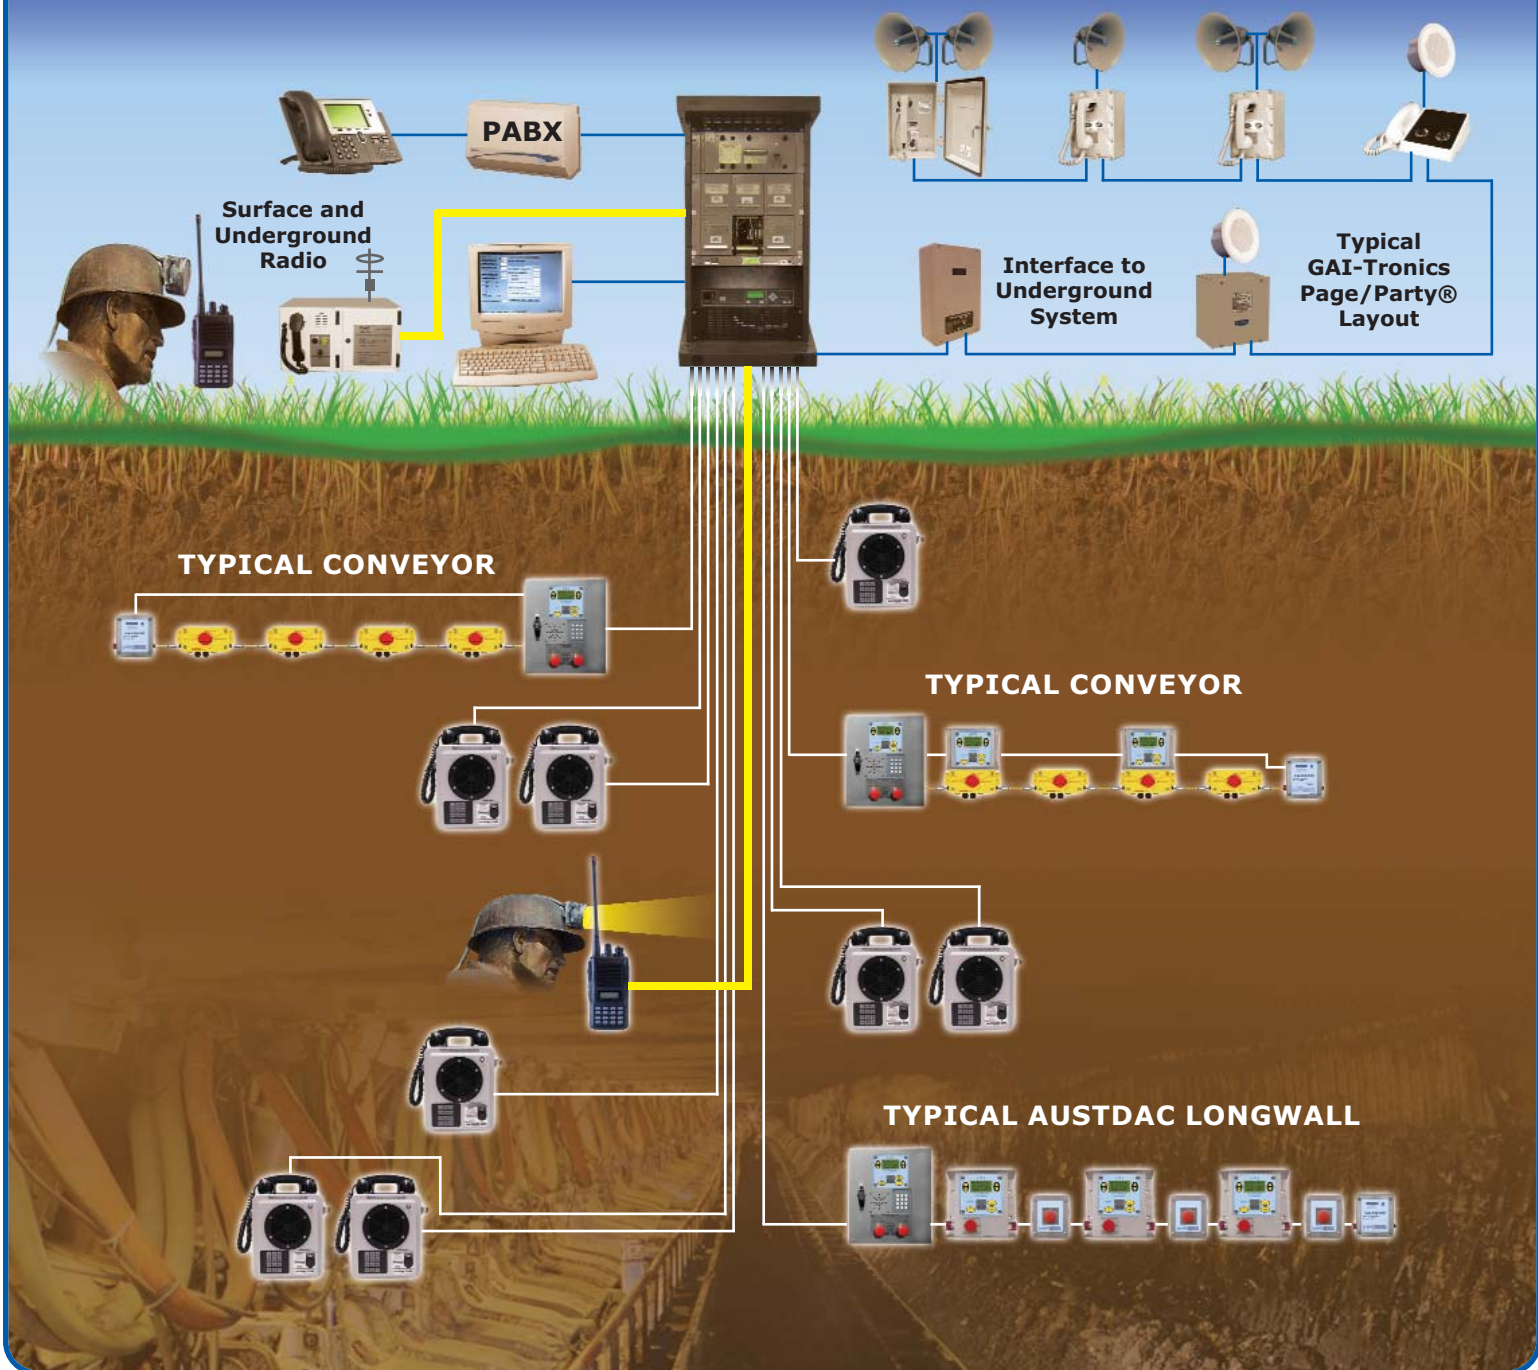 PABX
Surface and
Underground
Radio
Interface to
Underground
System
Typical
GAI-Tronics
Page/Party®
Layout
TYPICAL CONVEYOR
TYPICAL CONVEYOR
TYPICAL AUSTDAC LONGWALL